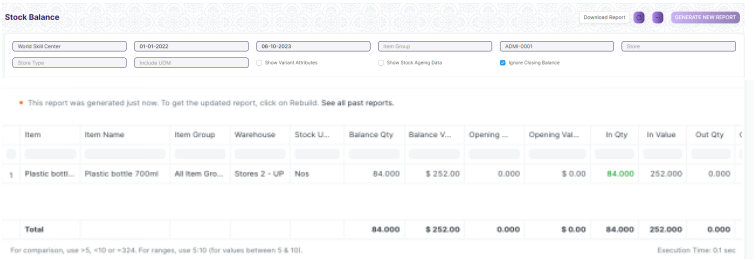 Stock Balance
Download Report
GENERATE NEW REPORT
World Skill Center 01-01-2022 06-10-2023 Item Group ADMI-0001 Store
Store Type Include UOM Show Variant Attributes Show Stock Ageing Data Ignore Closing Balance
This report was generated just now. To get the updated report, click on Rebuild. See all past reports.
Item Item Name Item Group Warehouse Stock U... Balance Qty Balance V... Opening ... Opening Val... In Qty In Value Out Qty
1 Plastic bottl... Plastic bottle 700ml All Item Gro... Stores 2 - UP Nos 84.000 $ 252.00 0.000 $ 0.00 84.000 252.000 0.000
Total 84.000 $ 252.00 0.000 $ 0.00 84.000 252.000 0.000
For comparison, use >5, <10 or =324. For ranges, use 5:10 (for values between 5 & 10).
Execution Time: 0.1 sec